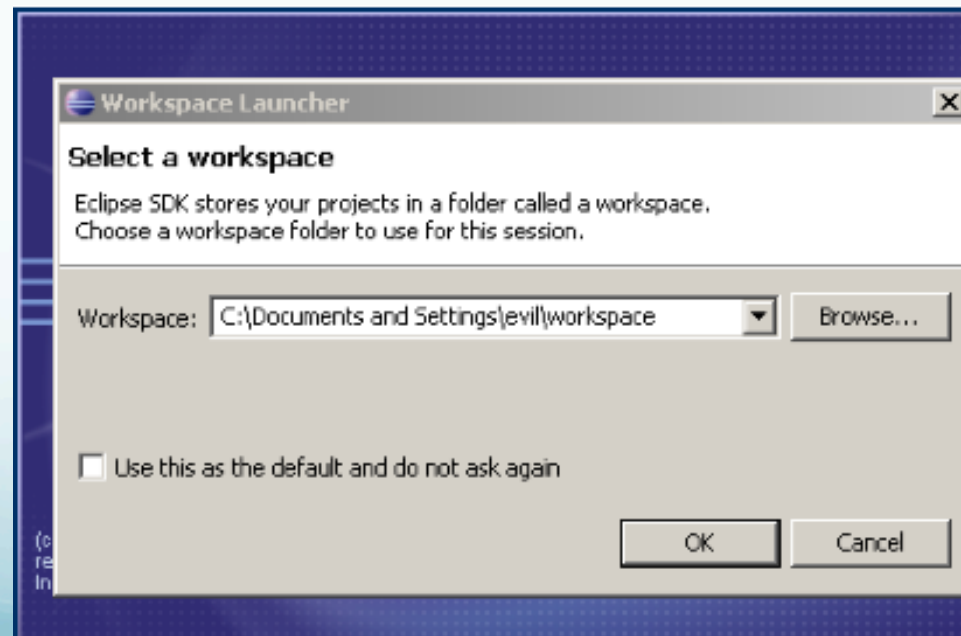 Workspace Launcher
Select a workspace
Eclipse SDK stores your projects in a folder called a workspace.
Choose a workspace folder to use for this session.
Workspace: C:\Documents and Settings\evil\workspace Browse...
Use this as the default and do not ask again
OK Cancel
(c
re
In